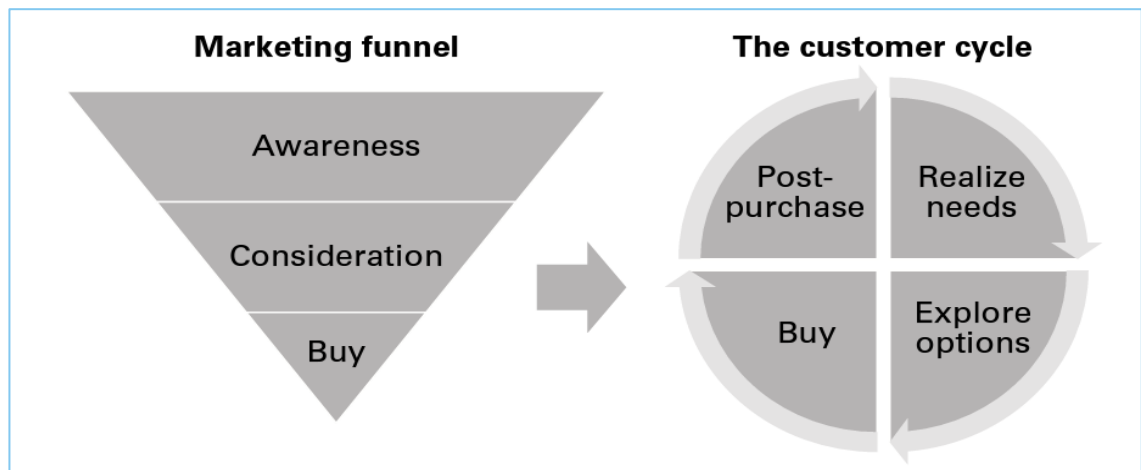 Marketing funnel
Awareness
Consideration
Buy
The customer cycle
Post-
purchase
Realize
needs
Buy
Explore
options